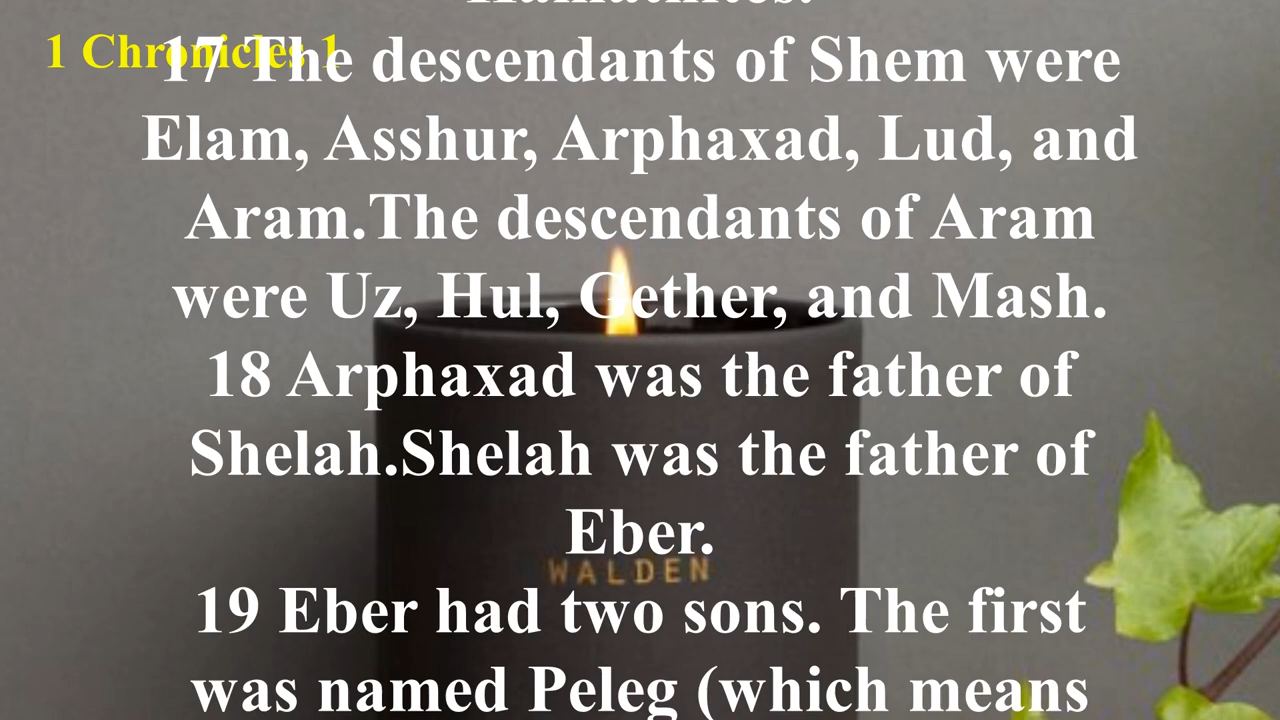 1 Chronicles 1
17 The descendants of Shem were
Elam, Asshur, Arphaxad, Lud, and
Aram.The descendants of Aram
were Uz, Hul, Gether, and Mash.
18 Arphaxad was the father of
Shelah.Shelah was the father of
Eber.
WALDEN
19 Eber had two sons. The first
was named Peleg (which means